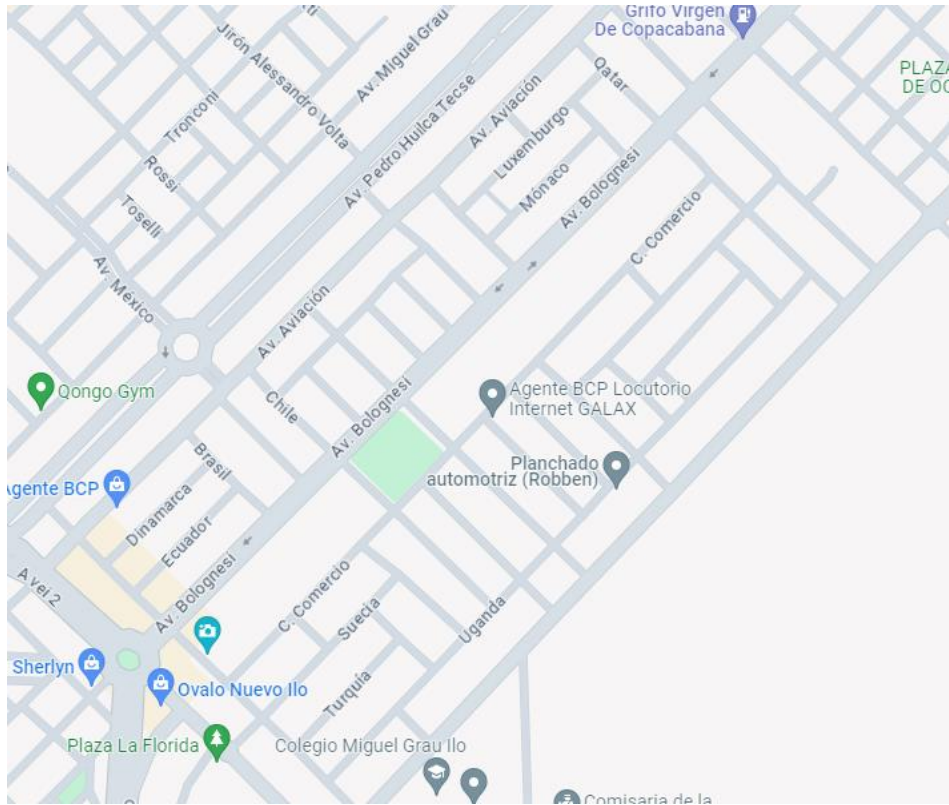 Grifo Virgen
De Copacabana
Av. Miguel Grau
Jirón Alessandro Volta
Tronconi
Qatar
PLAZA
Av. Pedro Huilca Tecse
Av. Aviación
Luxemburgo
Rossi
Mónaco
Toselli
Av. Bolognesi
C. Comercio
Av. México
Av. Aviación
Qongo Gym
Chile
Av. Bolognesi
Agente BCP Locutorio
Internet GALAX
Brasil
Planchado
automotriz (Robben)
Agente BCP
Dinamarca
Ecuador
Av. Bolognesi
C. Comercio
Suecia
Uganda
Sherlyn
Ovalo Nuevo Ilo
Turquía
Plaza La Florida
Colegio Miguel Grau Ilo
Comisaria de la